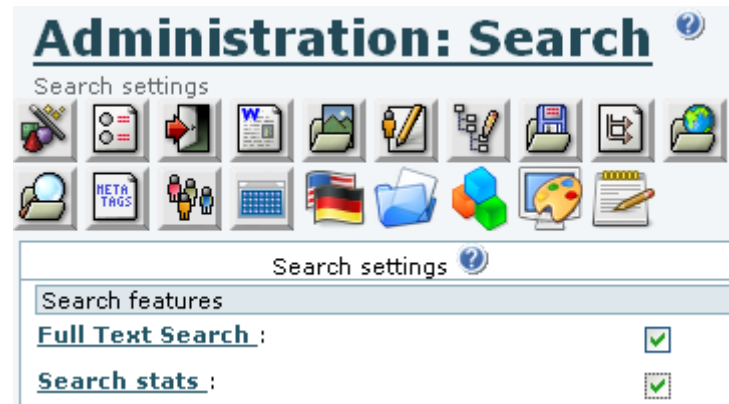 Administration: Search ?
Search settings
W
META
TAGS
Search settings ?
Search features
Full Text Search :
Search stats :